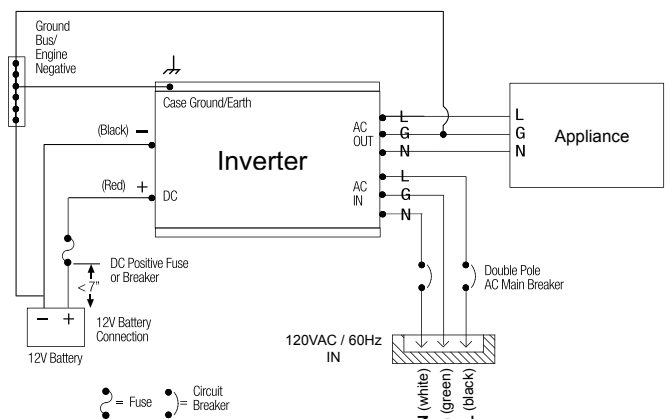 Ground
Bus/
Engine
Negative
Case Ground/Earth
(Black) −
(Red) +
DC
Inverter
AC
OUT
L
G
N
AC
IN
L
G
N
L
G
N
Appliance
DC Positive Fuse
or Breaker
< 7"
− +
12V Battery
Connection
12V Battery
Double Pole
AC Main Breaker
120VAC / 60Hz
IN
N (white)
(green)
(black)
= Fuse
= Circuit
Breaker